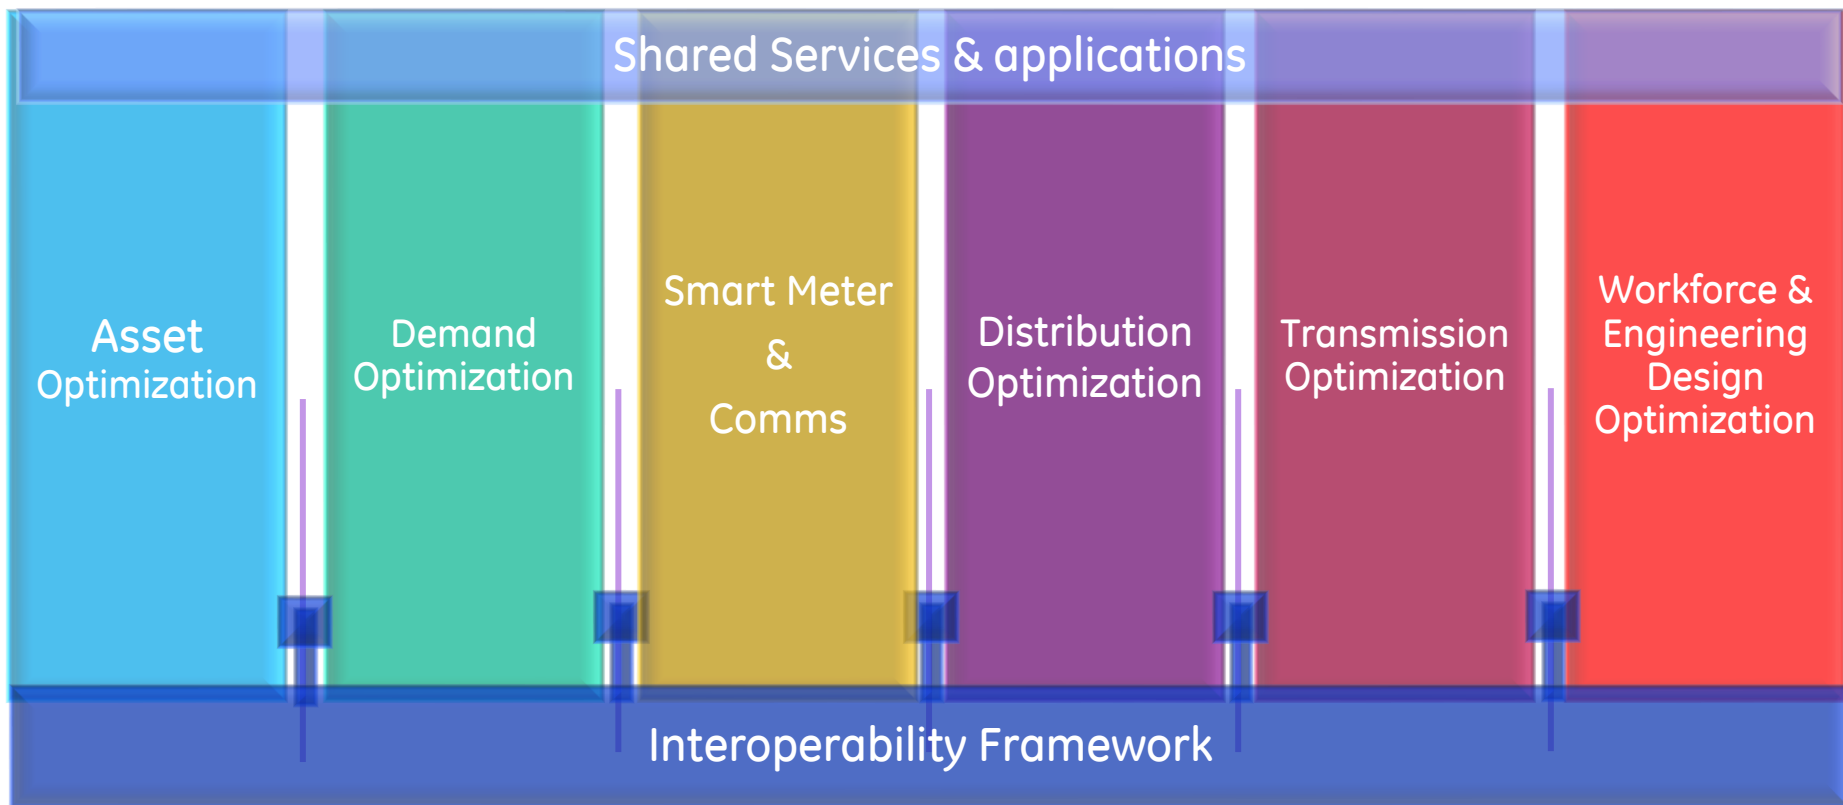 Shared Services & applications
Asset
Optimization
Demand
Optimization
Smart Meter
&
Comms
Distribution
Optimization
Transmission
Optimization
Workforce &
Engineering
Design
Optimization
Interoperability Framework